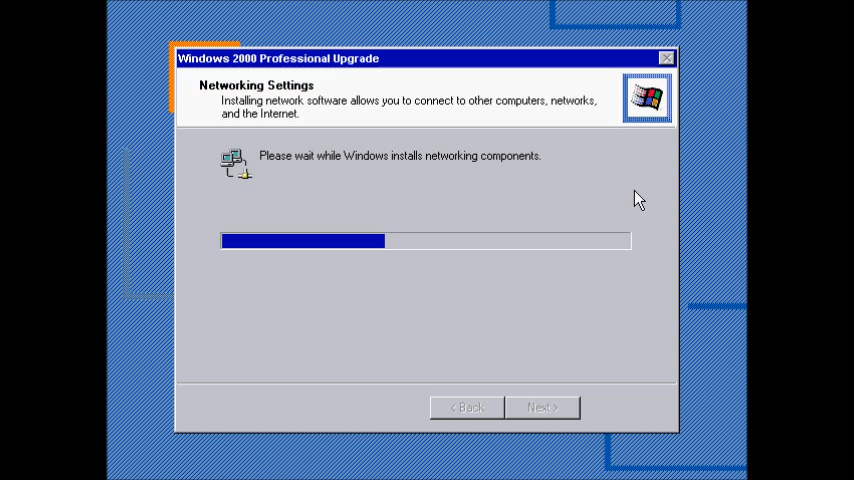 Windows 2000 Professional Upgrade
Networking Settings
Installing network software allows you to connect to other computers, networks,
and the Internet.
Please wait while Windows installs networking components.
< Back
Next >